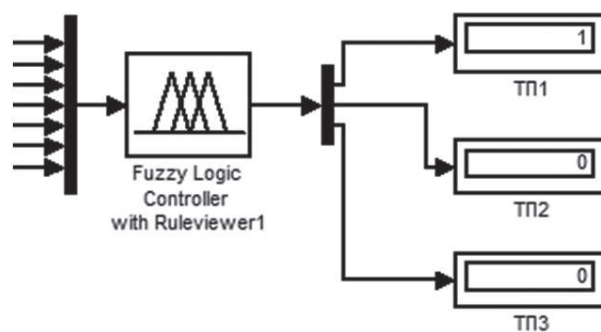 1
ТП1
Fuzzy Logic
Controller
with Ruleviewer1
0
ТП2
0
ТП3